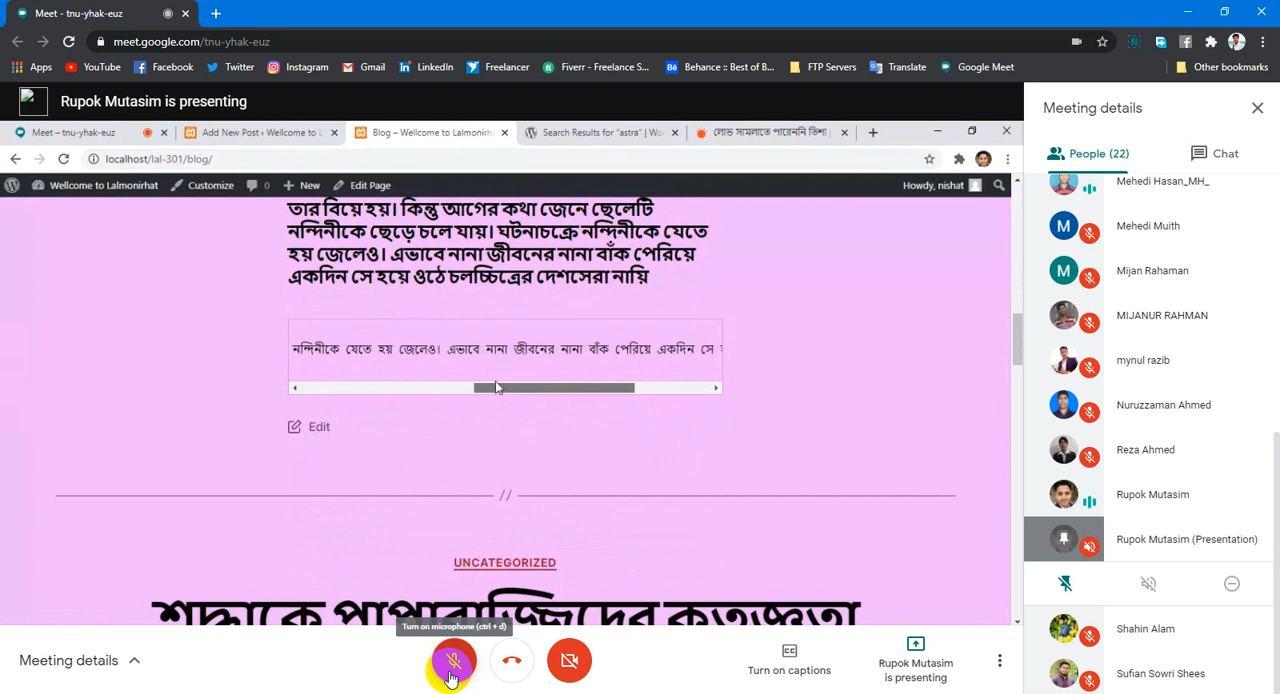 Meet - tnu-yhak-euz
meet.google.com/tnu-yhak-euz
Apps YouTube Facebook Twitter Instagram Gmail LinkedIn Freelancer Fiverr - Freelance S... Behance :: Best of B... FTP Servers Translate Google Meet Other bookmarks
Rupok Mutasim is presenting
Meet – tnu-yhak-euz Add New Post ‹ Wellcome to L Blog – Wellcome to Lalmonirh Search Results for "astra" | Wo লোভ সামলাতে পারেননি তিশা |
localhost/lal-301/blog/
Wellcome to Lalmonirhat Customize 0 New Edit Page Howdy, nishat
তার বিয়ে হয়। কিন্তু আগের কথা জেনে ছেলেটি
নন্দিনীকে ছেড়ে চলে যায়। ঘটনাচক্রে নন্দিনীকে যেতে
হয় জেলেও। এভাবে নানা জীবনের নানা বাঁক পেরিয়ে
একদিন সে হয়ে ওঠে চলচ্চিত্রের দেশসেরা নায়ি
নন্দিনীকে যেতে হয় জেলেও। এভাবে নানা জীবনের নানা বাঁক পেরিয়ে একদিন সে
Edit
//
UNCATEGORIZED
Turn on microphone (ctrl + d)
Meeting details
Turn on captions
Rupok Mutasim
is presenting
Meeting details
People (22) Chat
Mehedi Hasan_MH_
M Mehedi Muith
M Mijan Rahaman
MIJANUR RAHMAN
mynul razib
Nuruzzaman Ahmed
Reza Ahmed
Rupok Mutasim
Rupok Mutasim (Presentation)
Shahin Alam
Sufian Sowri Shees